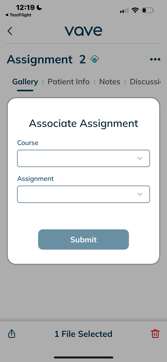 12:19
TestFlight
vave
Assignment 2
Gallery Patient Info Notes Discussi
Associate Assignment
Course
Assignment
Submit
1 File Selected